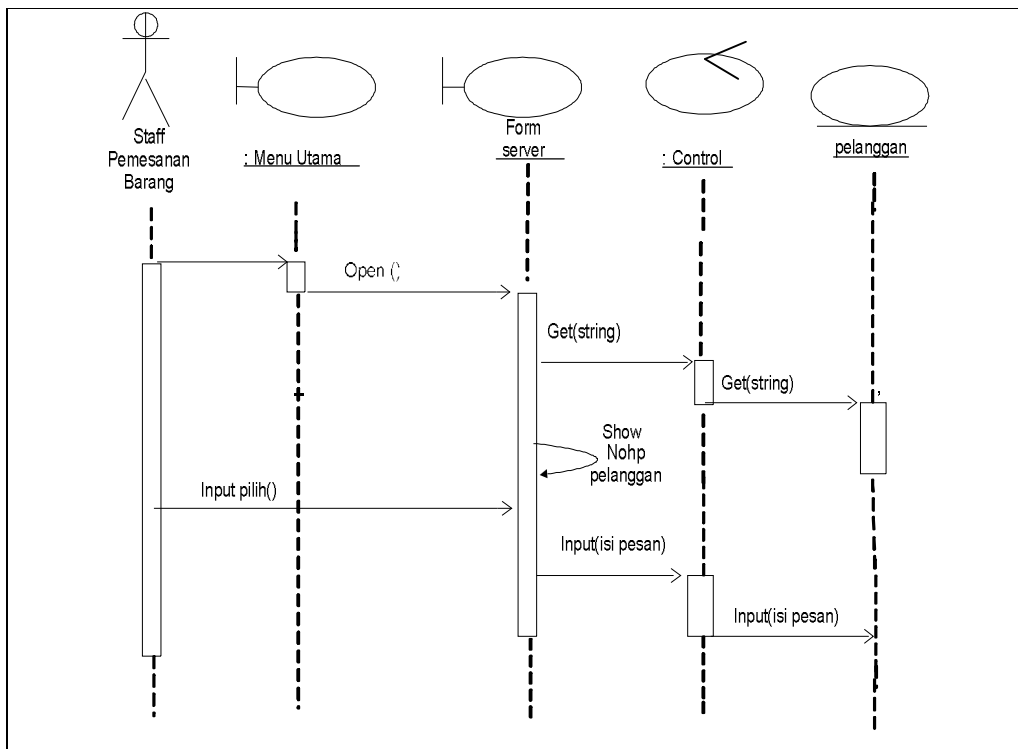 Staff
Pemesanan
Barang
: Menu Utama
Form
server
: Control
pelanggan
Open ()
Get(string)
Get(string)
Show
Nohp
pelanggan
Input pilih()
Input(isi pesan)
Input(isi pesan)